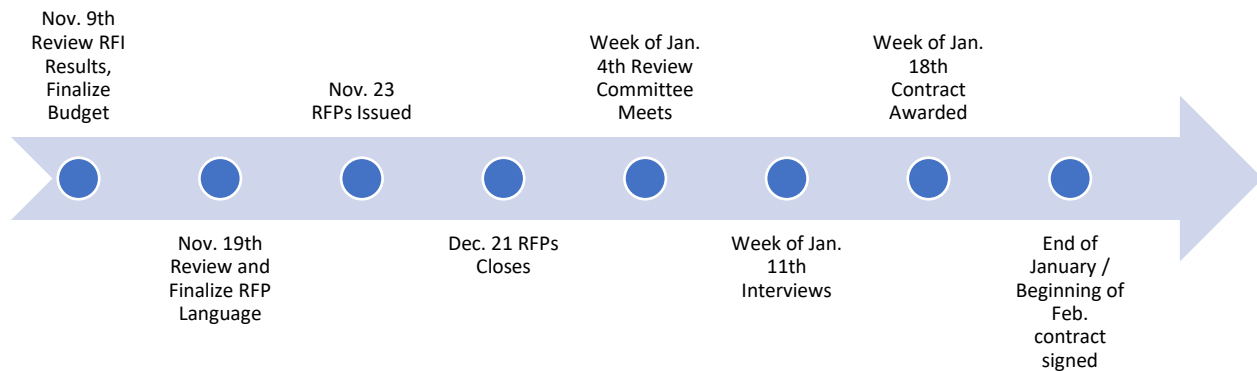 Nov. 9th
Review RFI
Results,
Finalize
Budget
Nov. 19th
Review and
Finalize RFP
Language
Nov. 23
RFPs Issued
Dec. 21 RFPs
Closes
Week of Jan.
4th Review
Committee
Meets
Week of Jan.
11th
Interviews
Week of Jan.
18th
Contract
Awarded
End of
January /
Beginning of
Feb.
contract
signed